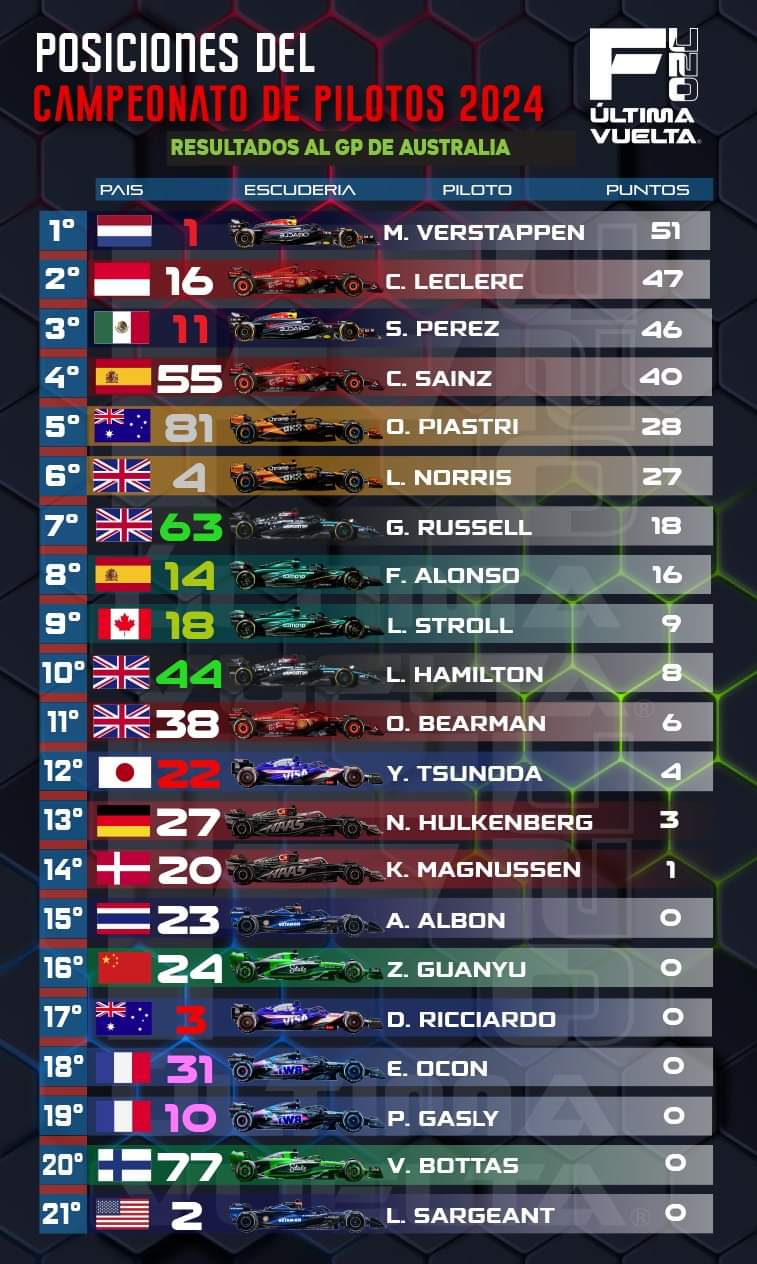 POSICIONES DEL
CAMPEONATO DE PILOTOS 2024
RESULTADOS AL GP DE AUSTRALIA
F
ÚLTIMA
VUELTA®
PAIS ESCUDERIA PILOTO PUNTOS
1° 1 M. VERSTAPPEN 51
2° 16 C. LECLERC 47
3° 11 S. PEREZ 46
4° 55 C. SAINZ 40
5° 81 O. PIASTRI 28
6° 4 L. NORRIS 27
7° 63 G. RUSSELL 18
8° 14 F. ALONSO 16
9° 18 L. STROLL 9
10° 44 L. HAMILTON 8
11° 38 O. BEARMAN 6
12° 22 VISA Y. TSUNODA 4
13° 27 HAAS N. HULKENBERG 3
14° 20 HAAS K. MAGNUSSEN 1
15° 23 A. ALBON 0
16° 24 Z. GUANYU 0
17° 3 VISA D. RICCIARDO 0
18° 31 E. OCON 0
19° 10 P. GASLY 0
20° 77 V. BOTTAS 0
21° 2 L. SARGEANT 0